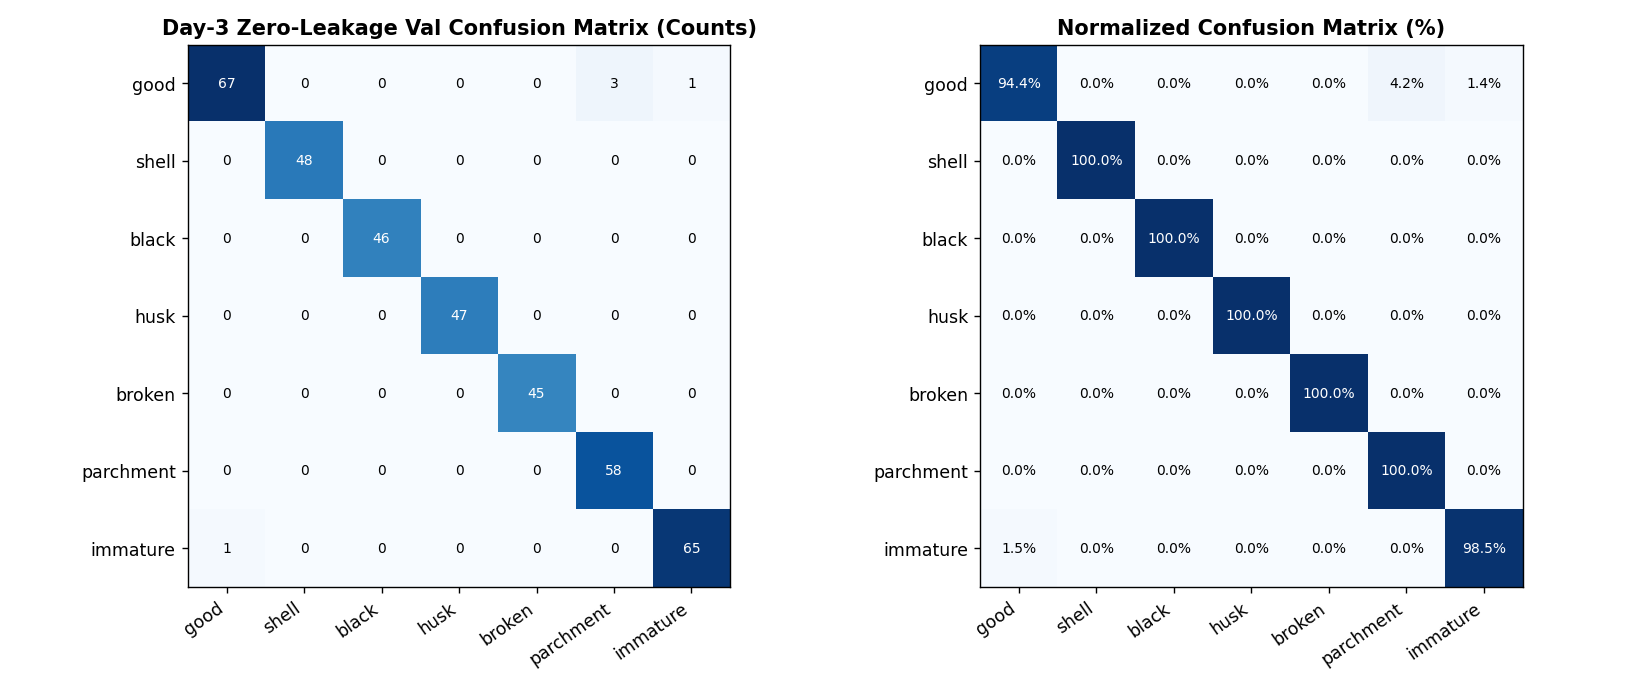 Day-3 Zero-Leakage Val Confusion Matrix (Counts)
good 67 0 0 0 0 3 1
shell 0 48 0 0 0 0 0
black 0 0 46 0 0 0 0
husk 0 0 0 47 0 0 0
broken 0 0 0 0 45 0 0
parchment 0 0 0 0 0 58 0
immature 1 0 0 0 0 0 65
good shell black husk broken parchment immature
Normalized Confusion Matrix (%)
good 94.4% 0.0% 0.0% 0.0% 0.0% 4.2% 1.4%
shell 0.0% 100.0% 0.0% 0.0% 0.0% 0.0% 0.0%
black 0.0% 0.0% 100.0% 0.0% 0.0% 0.0% 0.0%
husk 0.0% 0.0% 0.0% 100.0% 0.0% 0.0% 0.0%
broken 0.0% 0.0% 0.0% 0.0% 100.0% 0.0% 0.0%
parchment 0.0% 0.0% 0.0% 0.0% 0.0% 100.0% 0.0%
immature 1.5% 0.0% 0.0% 0.0% 0.0% 0.0% 98.5%
good shell black husk broken parchment immature